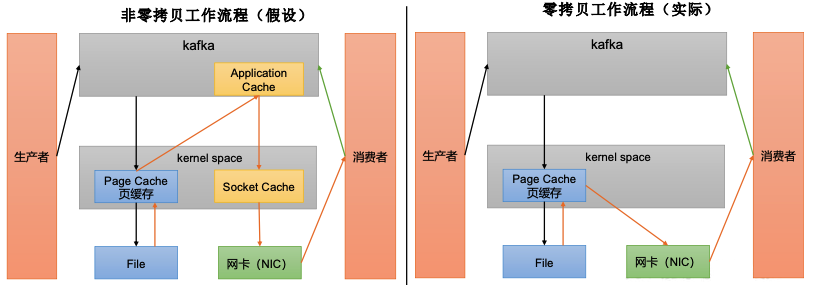 非零拷贝工作流程（假设）
kafka
Application
Cache
生产者
消费者
kernel space
Page Cache
页缓存
Socket Cache
File
网卡（NIC）
零拷贝工作流程（实际）
kafka
生产者
消费者
kernel space
Page Cache
页缓存
File
网卡（NIC）